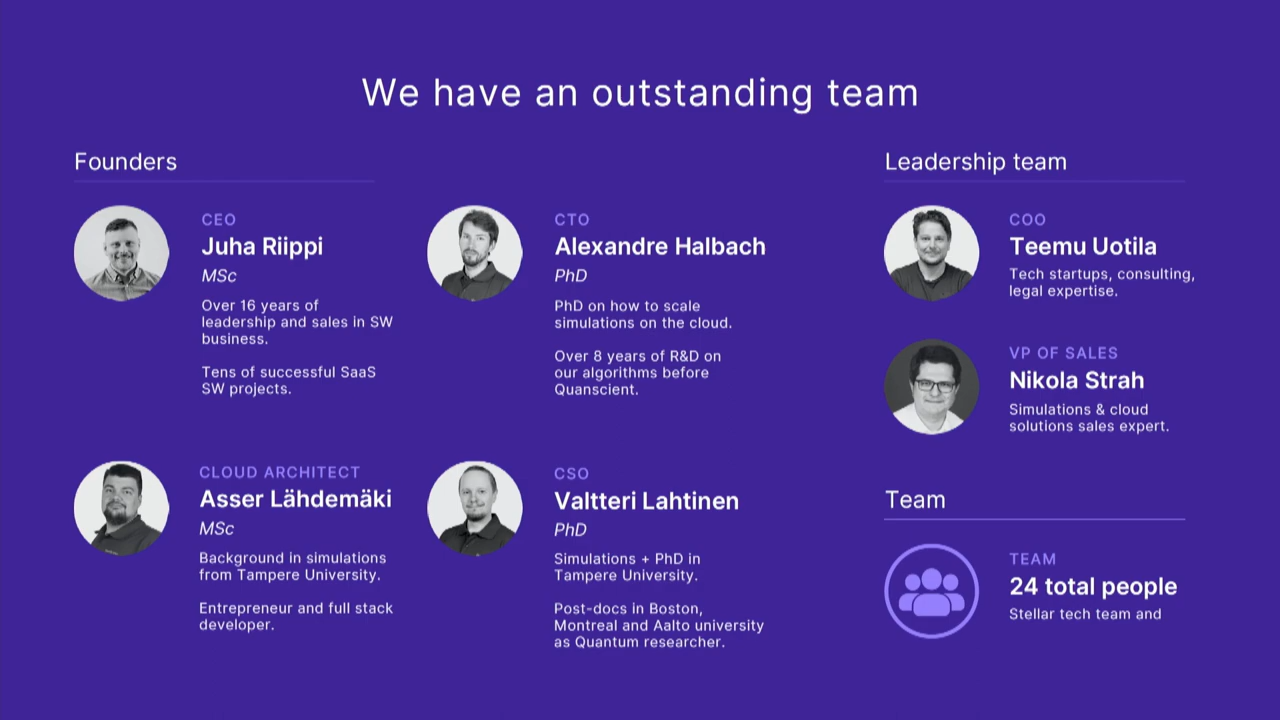 We have an outstanding team
Founders
CEO
Juha Riippi
MSc
Over 16 years of
leadership and sales in SW
business.
Tens of successful SaaS
SW projects.
CTO
Alexandre Halbach
PhD
PhD on how to scale
simulations on the cloud.
Over 8 years of R&D on
our algorithms before
Quanscient.
CLOUD ARCHITECT
Asser Lähdemäki
MSc
Background in simulations
from Tampere University.
Entrepreneur and full stack
developer.
CSO
Valtteri Lahtinen
PhD
Simulations + PhD in
Tampere University.
Post-docs in Boston,
Montreal and Aalto university
as Quantum researcher.
Leadership team
COO
Teemu Uotila
Tech startups, consulting,
legal expertise.
VP OF SALES
Nikola Strah
Simulations & cloud
solutions sales expert.
Team
TEAM
24 total people
Stellar tech team and